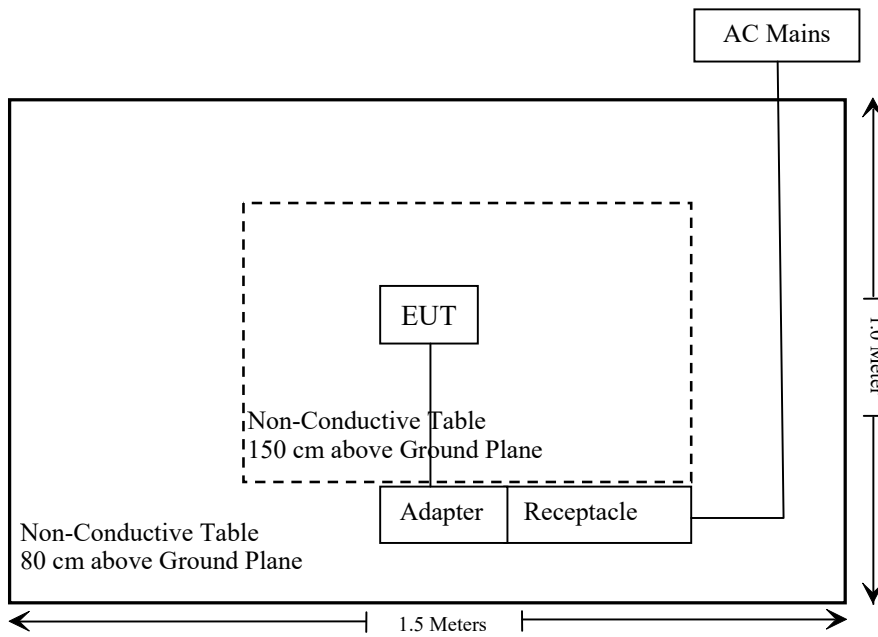 AC Mains
EUT
Non-Conductive Table
150 cm above Ground Plane
Adapter
Receptacle
Non-Conductive Table
80 cm above Ground Plane
1.5 Meters